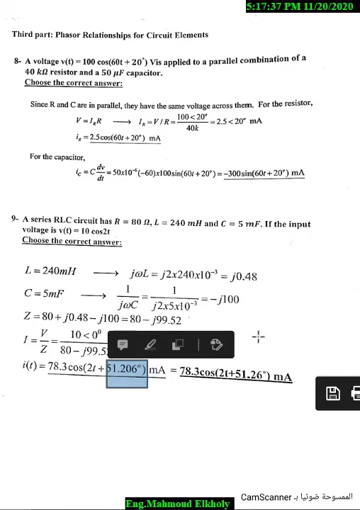 5:17:37 PM 11/20/2020
Third part: Phasor Relationships for Circuit Elements
8- A voltage v(t) = 100 cos(60t + 20°) Vis applied to a parallel combination of a
40 kΩ resistor and a 50 μF capacitor.
Choose the correct answer:
Since R and C are in parallel, they have the same voltage across them. For the resistor,
V = I_R R ⟶ I_R = V / R = 100<20° / 40k = 2.5<20° mA
i_R = 2.5cos(60t + 20°) mA
For the capacitor,
i_C = C dv/dt = 50x10⁻⁶(-60)x100sin(60t + 20°) = -300sin(60t + 20°) mA
9- A series RLC circuit has R = 80 Ω, L = 240 mH and C = 5 mF. If the input
voltage is v(t) = 10 cos2t
Choose the correct answer:
L = 240mH ⟶ jωL = j2x240x10⁻³ = j0.48
C = 5mF ⟶ 1/jωC = 1/j2x5x10⁻³ = -j100
Z = 80 + j0.48 - j100 = 80 - j99.52
I = V/Z = 10<0° / 80 - j99.5
i(t) = 78.3cos(2t + 51.206°) mA = 78.3cos(2t+51.26°) mA
الممسوحة ضوئيا بـ CamScanner
Eng.Mahmoud Elkholy